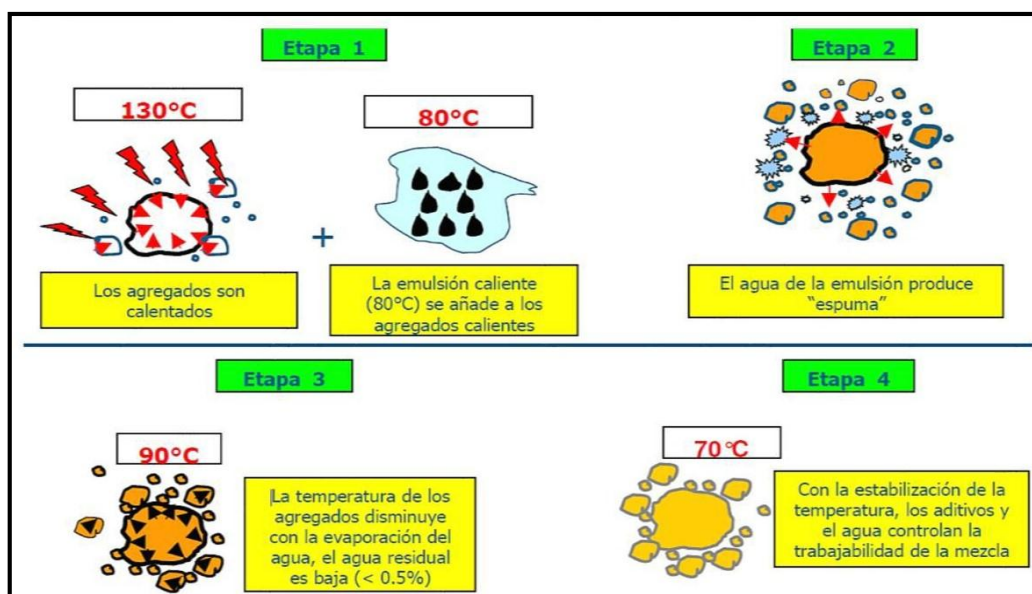 Etapa 1
130°C
80°C
+
Los agregados son
calentados
La emulsión caliente
(80°C) se añade a los
agregados calientes
Etapa 2
El agua de la emulsión produce
“espuma”
Etapa 3
90°C
La temperatura de los
agregados disminuye
con la evaporación del
agua, el agua residual
es baja (< 0.5%)
Etapa 4
70°C
Con la estabilización de la
temperatura, los aditivos y
el agua controlan la
trabajabilidad de la mezcla